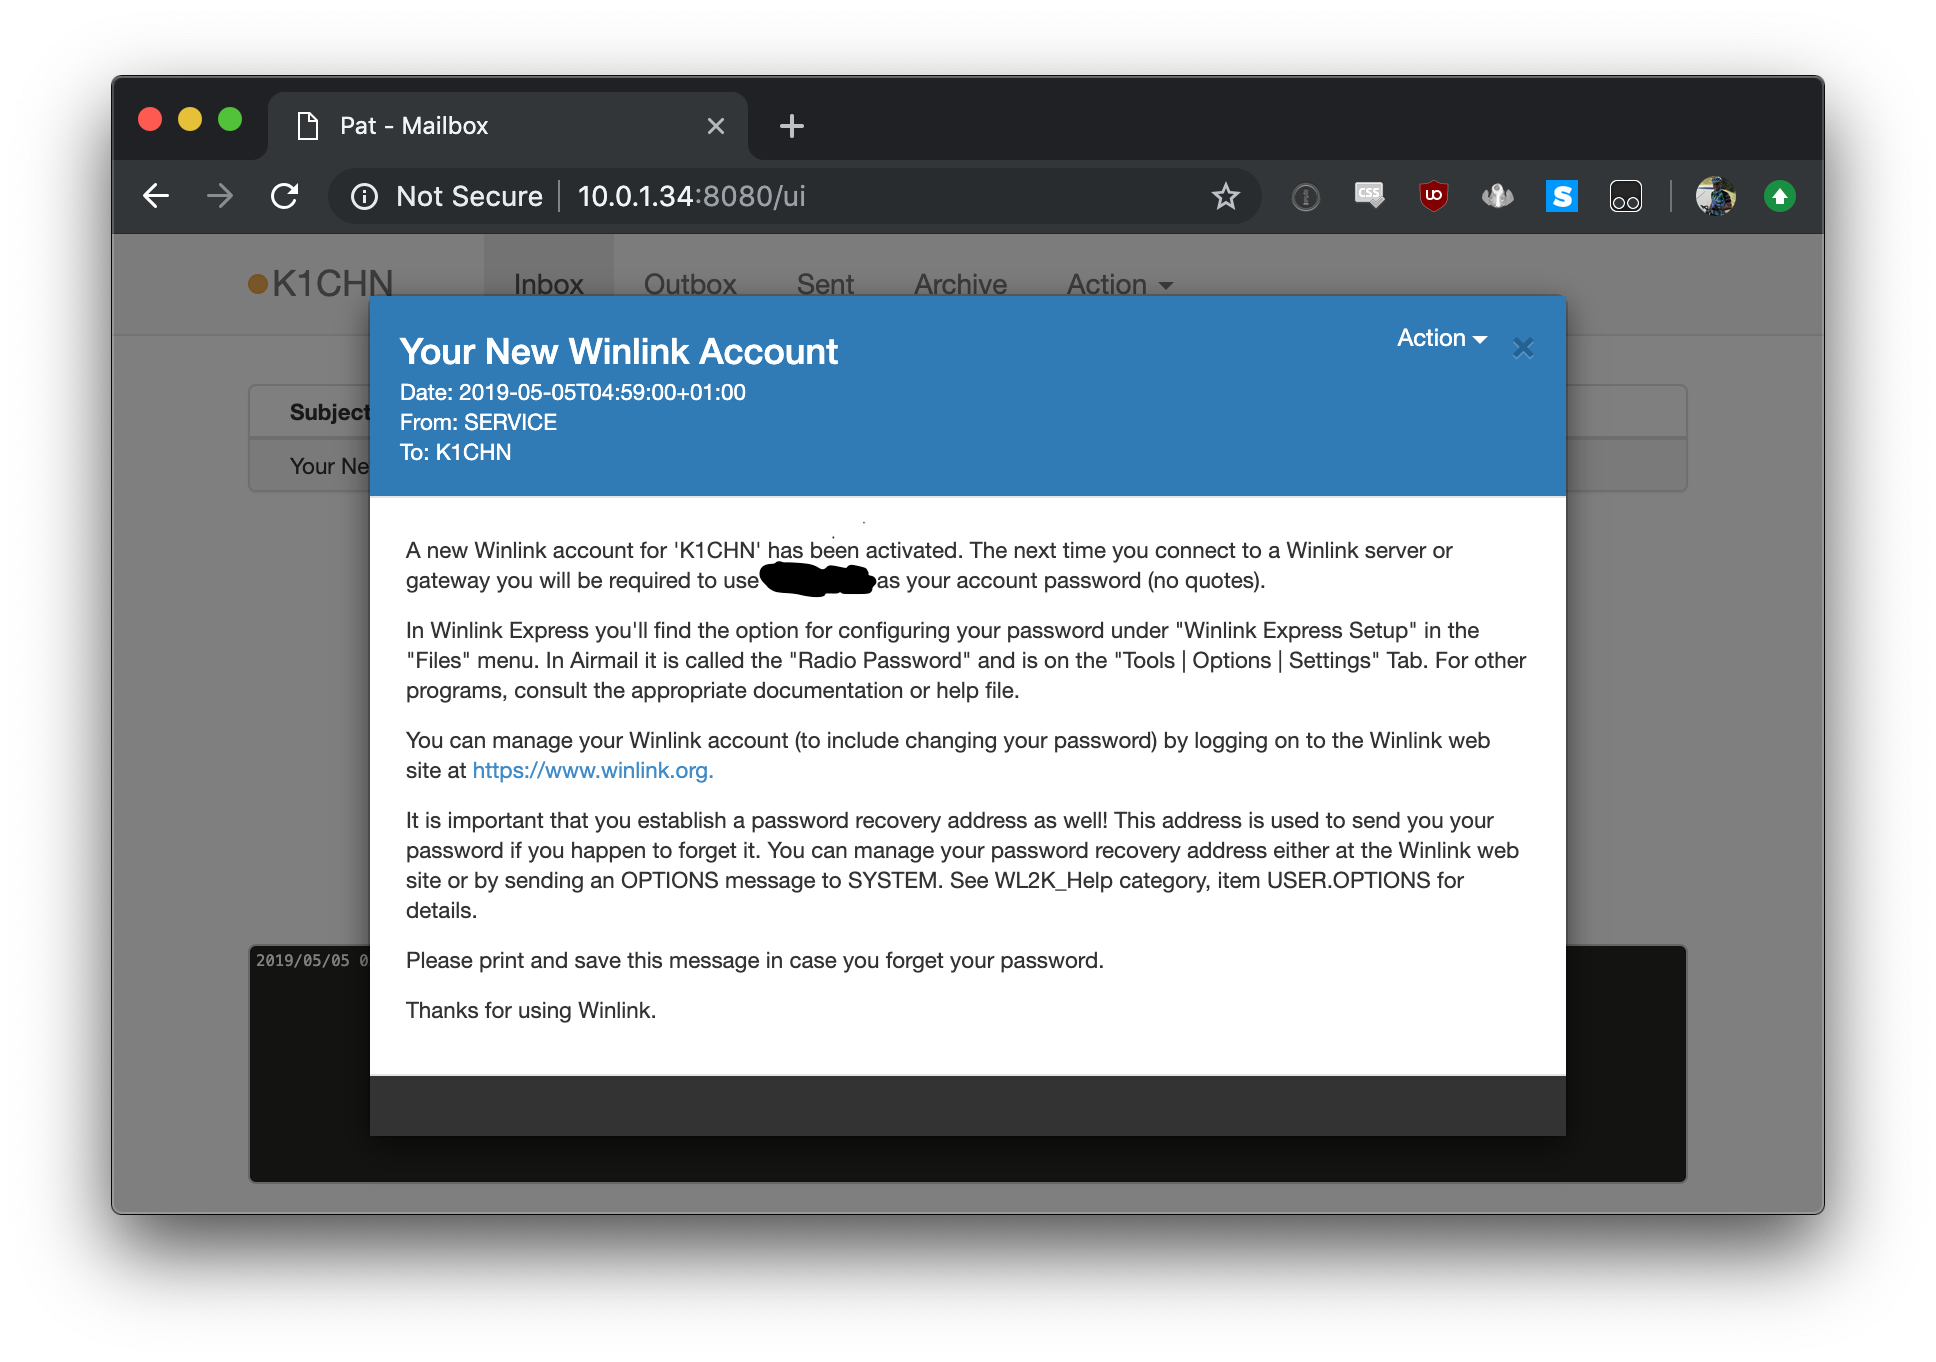 Pat - Mailbox
Not Secure 10.0.1.34:8080/ui
CSS
K1CHN Inbox Outbox Sent Archive Action
Your New Winlink Account
Action
Date: 2019-05-05T04:59:00+01:00
From: SERVICE
To: K1CHN
Subject
Your Ne
A new Winlink account for 'K1CHN' has been activated. The next time you connect to a Winlink server or
gateway you will be required to use as your account password (no quotes).
In Winlink Express you'll find the option for configuring your password under "Winlink Express Setup" in the
"Files" menu. In Airmail it is called the "Radio Password" and is on the "Tools | Options | Settings" Tab. For other
programs, consult the appropriate documentation or help file.
You can manage your Winlink account (to include changing your password) by logging on to the Winlink web
site at https://www.winlink.org.
It is important that you establish a password recovery address as well! This address is used to send you your
password if you happen to forget it. You can manage your password recovery address either at the Winlink web
site or by sending an OPTIONS message to SYSTEM. See WL2K_Help category, item USER.OPTIONS for
details.
Please print and save this message in case you forget your password.
Thanks for using Winlink.
2019/05/05 0